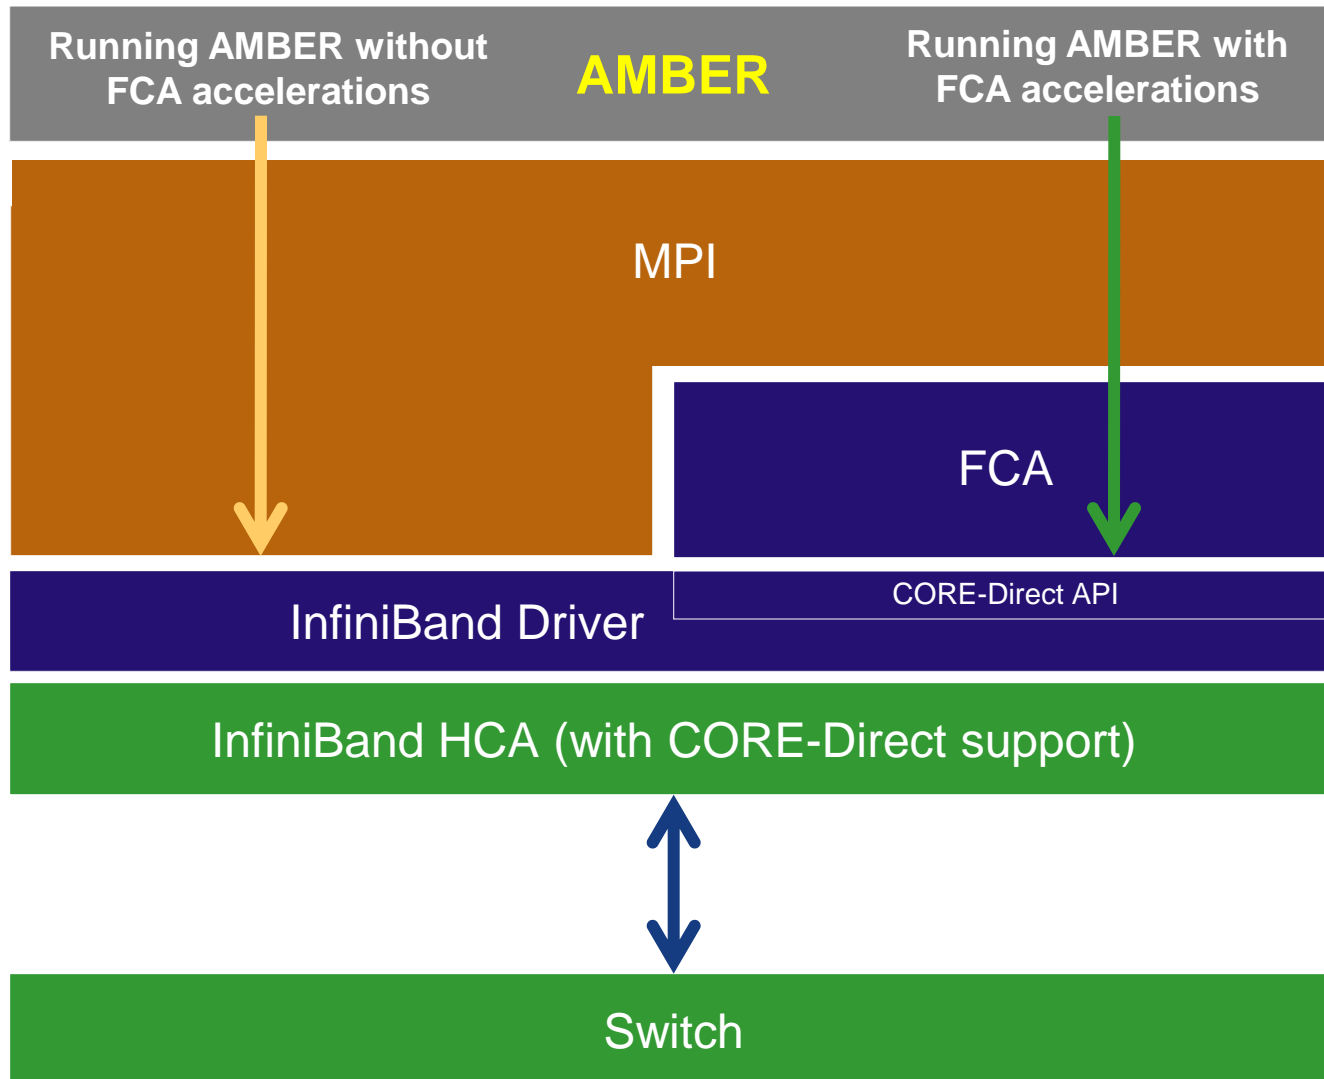 Running AMBER without
FCA accelerations
AMBER
Running AMBER with
FCA accelerations
MPI
FCA
CORE-Direct API
InfiniBand Driver
InfiniBand HCA (with CORE-Direct support)
Switch